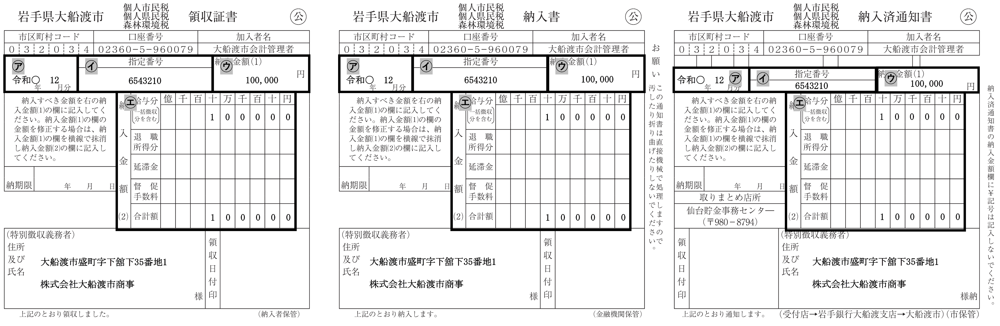 岩手県大船渡市
個人市民税
個人県民税
森林環境税
領収証書
公
市区町村コード 口座番号 加入者名
0 3 2 0 3 4 02360-5-960079 大船渡市会計管理者
ア
令和〇 12
年 月分
イ
指定番号
6543210
ウ
納 金額(1)
100,000
円
納入すべき金額を右の納
入金額(1)の欄に記入してく
ださい。納入金額(1)の欄の
金額を修正する場合は、納
入金額(1)の欄を横線で抹消
し納入金額(2)の欄に記入し
てください。
納期限 年 月 日
エ
納入金額(2)
億 千 百 十 万 千 百 十 円
給与分
(一括徴収
分を含む)
1 0 0 0 0 0
退職
所得分
延滞金
督促
手数料
合計額 1 0 0 0 0 0
(特別徴収義務者)
住所
及び
氏名
大船渡市盛町字下舘下35番地1
株式会社大船渡市商事
様
領収日付印
上記のとおり領収しました。
(納入者保管)
岩手県大船渡市
個人市民税
個人県民税
森林環境税
納入書
公
市区町村コード 口座番号 加入者名
0 3 2 0 3 4 02360-5-960079 大船渡市会計管理者
ア
令和〇 12
年 月分
イ
指定番号
6543210
ウ
納 金額(1)
100,000
円
納入すべき金額を右の納
入金額(1)の欄に記入してく
ださい。納入金額(1)の欄の
金額を修正する場合は、納
入金額(1)の欄を横線で抹消
し納入金額(2)の欄に記入し
てください。
納期限 年 月 日
エ
納入金額(2)
億 千 百 十 万 千 百 十 円
給与分
(一括徴収
分を含む)
1 0 0 0 0 0
退職
所得分
延滞金
督促
手数料
合計額 1 0 0 0 0 0
(特別徴収義務者)
住所
及び
氏名
大船渡市盛町字下舘下35番地1
株式会社大船渡市商事
様
領収日付印
上記のとおり納入します。
(金融機関保管)
お願い
この通知書は直接機械で処理しますので
汚したり折り曲げたりしないでください。
岩手県大船渡市
個人市民税
個人県民税
森林環境税
納入済通知書
公
市区町村コード 口座番号 加入者名
0 3 2 0 3 4 02360-5-960079 大船渡市会計管理者
令和〇 12
ア
年 月分
イ
指定番号
6543210
ウ
納 金額(1)
100,000
円
納入すべき金額を右の納
入金額(1)の欄に記入してく
ださい。納入金額(1)の欄の
金額を修正する場合は、納
入金額(1)の欄を横線で抹消
し納入金額(2)の欄に記入し
てください。
納期限 年 月 日
取りまとめ店所
仙台貯金事務センター
(〒980-8794)
エ
納入金額(2)
億 千 百 十 万 千 百 十 円
給与分
(一括徴収
分を含む)
1 0 0 0 0 0
退職
所得分
延滞金
督促
手数料
合計額 1 0 0 0 0 0
領収日付印
(特別徴収義務者)
住所
及び
氏名
大船渡市盛町字下舘下35番地1
株式会社大船渡市商事
様納
上記のとおり通知します。
(受付店→岩手銀行大船渡支店→大船渡市)(市保管)
納入済通知書の納入金額欄に¥記号は記入しないでください。